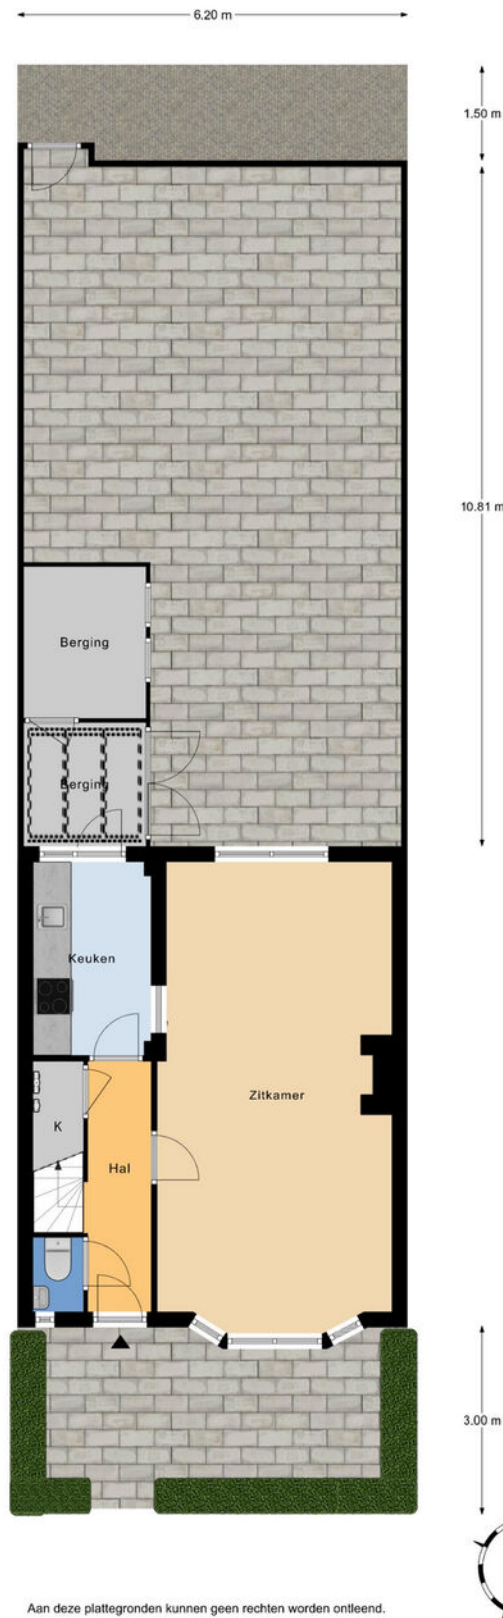 6.20 m
1.50 m
10.81 m
Berging
Berging
Keuken
Zitkamer
K
Hal
3.00 m
Aan deze plattegronden kunnen geen rechten worden ontleend.